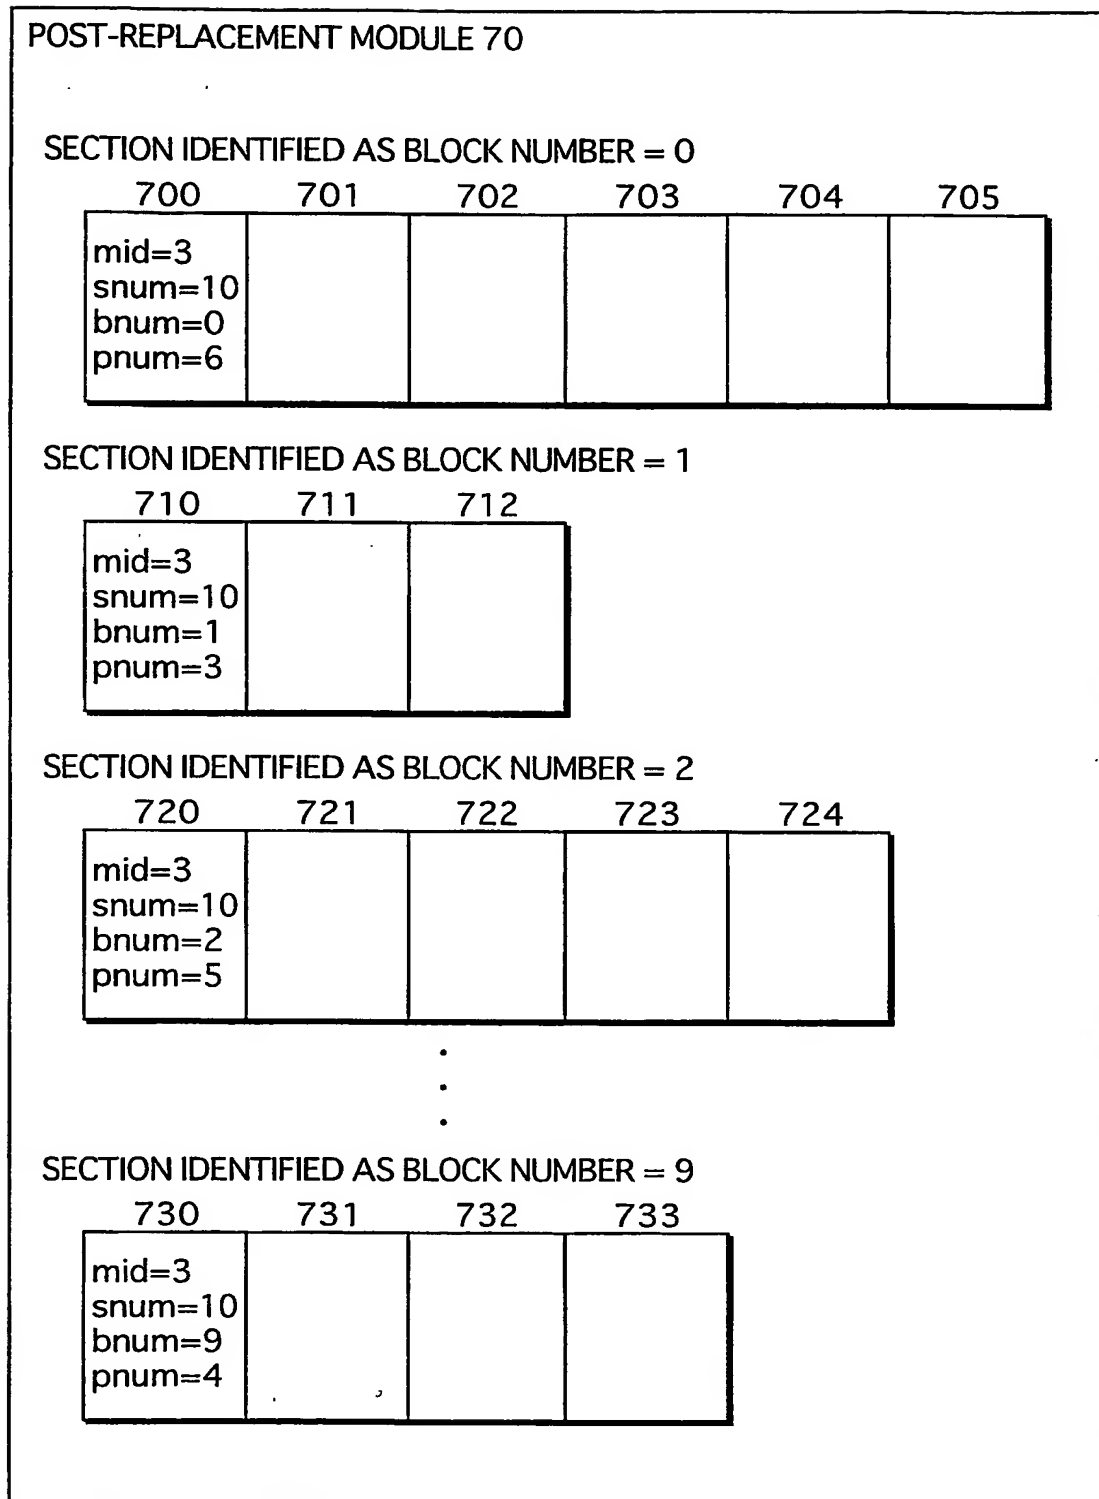 POST-REPLACEMENT MODULE 70
SECTION IDENTIFIED AS BLOCK NUMBER = 0
700 701 702 703 704 705
mid=3
snum=10
bnum=0
pnum=6
SECTION IDENTIFIED AS BLOCK NUMBER = 1
710 711 712
mid=3
snum=10
bnum=1
pnum=3
SECTION IDENTIFIED AS BLOCK NUMBER = 2
720 721 722 723 724
mid=3
snum=10
bnum=2
pnum=5
SECTION IDENTIFIED AS BLOCK NUMBER = 9
730 731 732 733
mid=3
snum=10
bnum=9
pnum=4